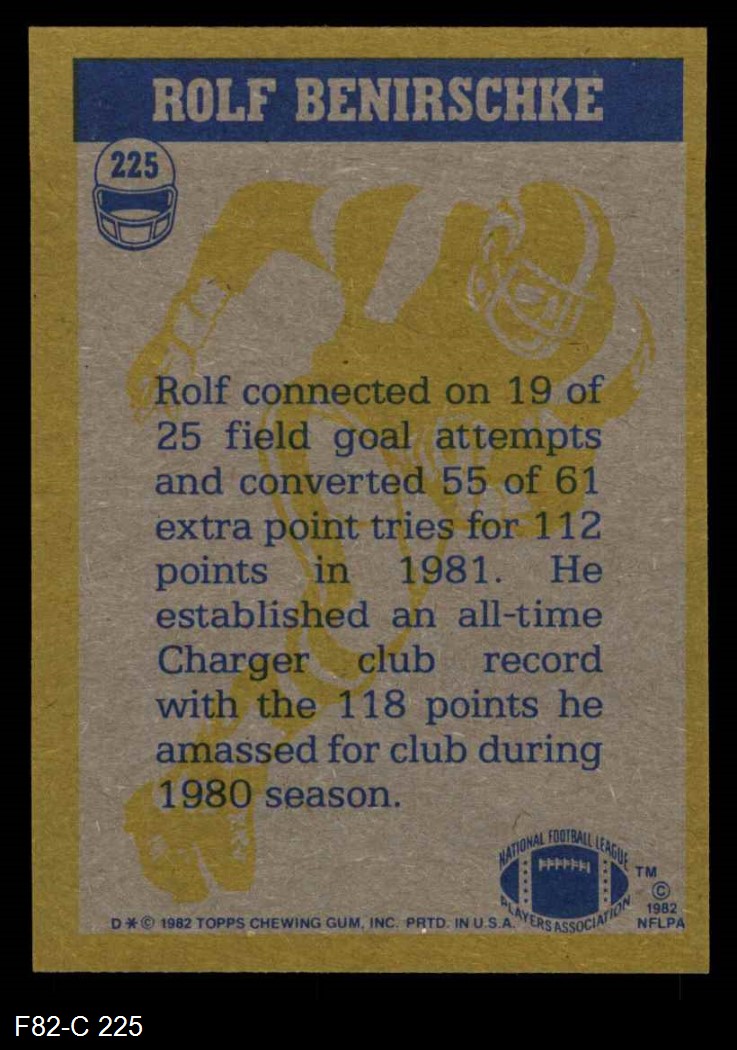 ROLF BENIRSCHKE
225
Rolf connected on 19 of
25 field goal attempts
and converted 55 of 61
extra point tries for 112
points in 1981. He
established an all-time
Charger club record
with the 118 points he
amassed for club during
1980 season.
NATIONAL FOOTBALL LEAGUE
PLAYERS ASSOCIATION
TM
©
1982
NFLPA
D * © 1982 TOPPS CHEWING GUM, INC. PRTD. IN U.S.A.
F82-C 225